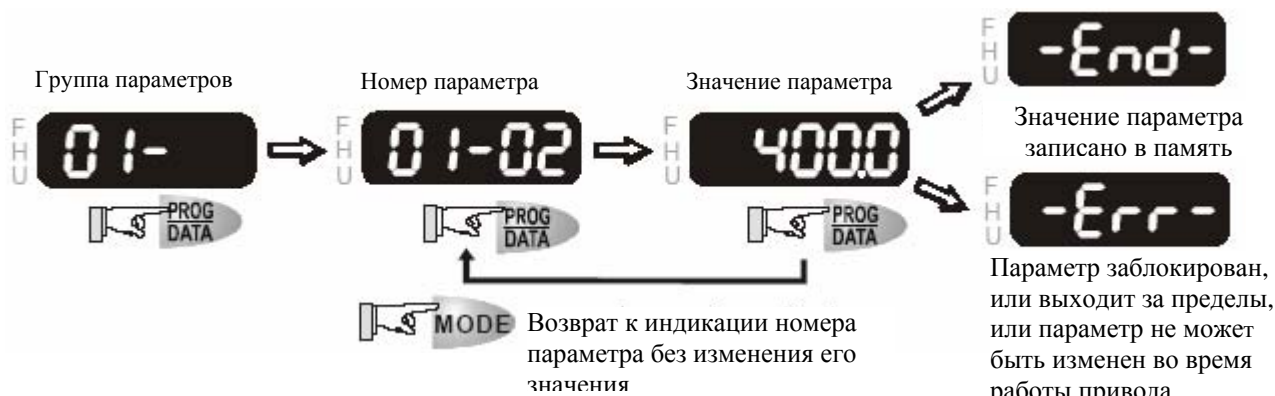 Группа параметров
F
H
U
01-
PROG
DATA
Номер параметра
F
H
U
01-02
PROG
DATA
Значение параметра
F
H
U
400.0
PROG
DATA
MODE
Возврат к индикации номера
параметра без изменения его
значения
F
H
U
-End-
Значение параметра
записано в память
F
H
U
-Err-
Параметр заблокирован,
или выходит за пределы,
или параметр не может
быть изменен во время
работы привода